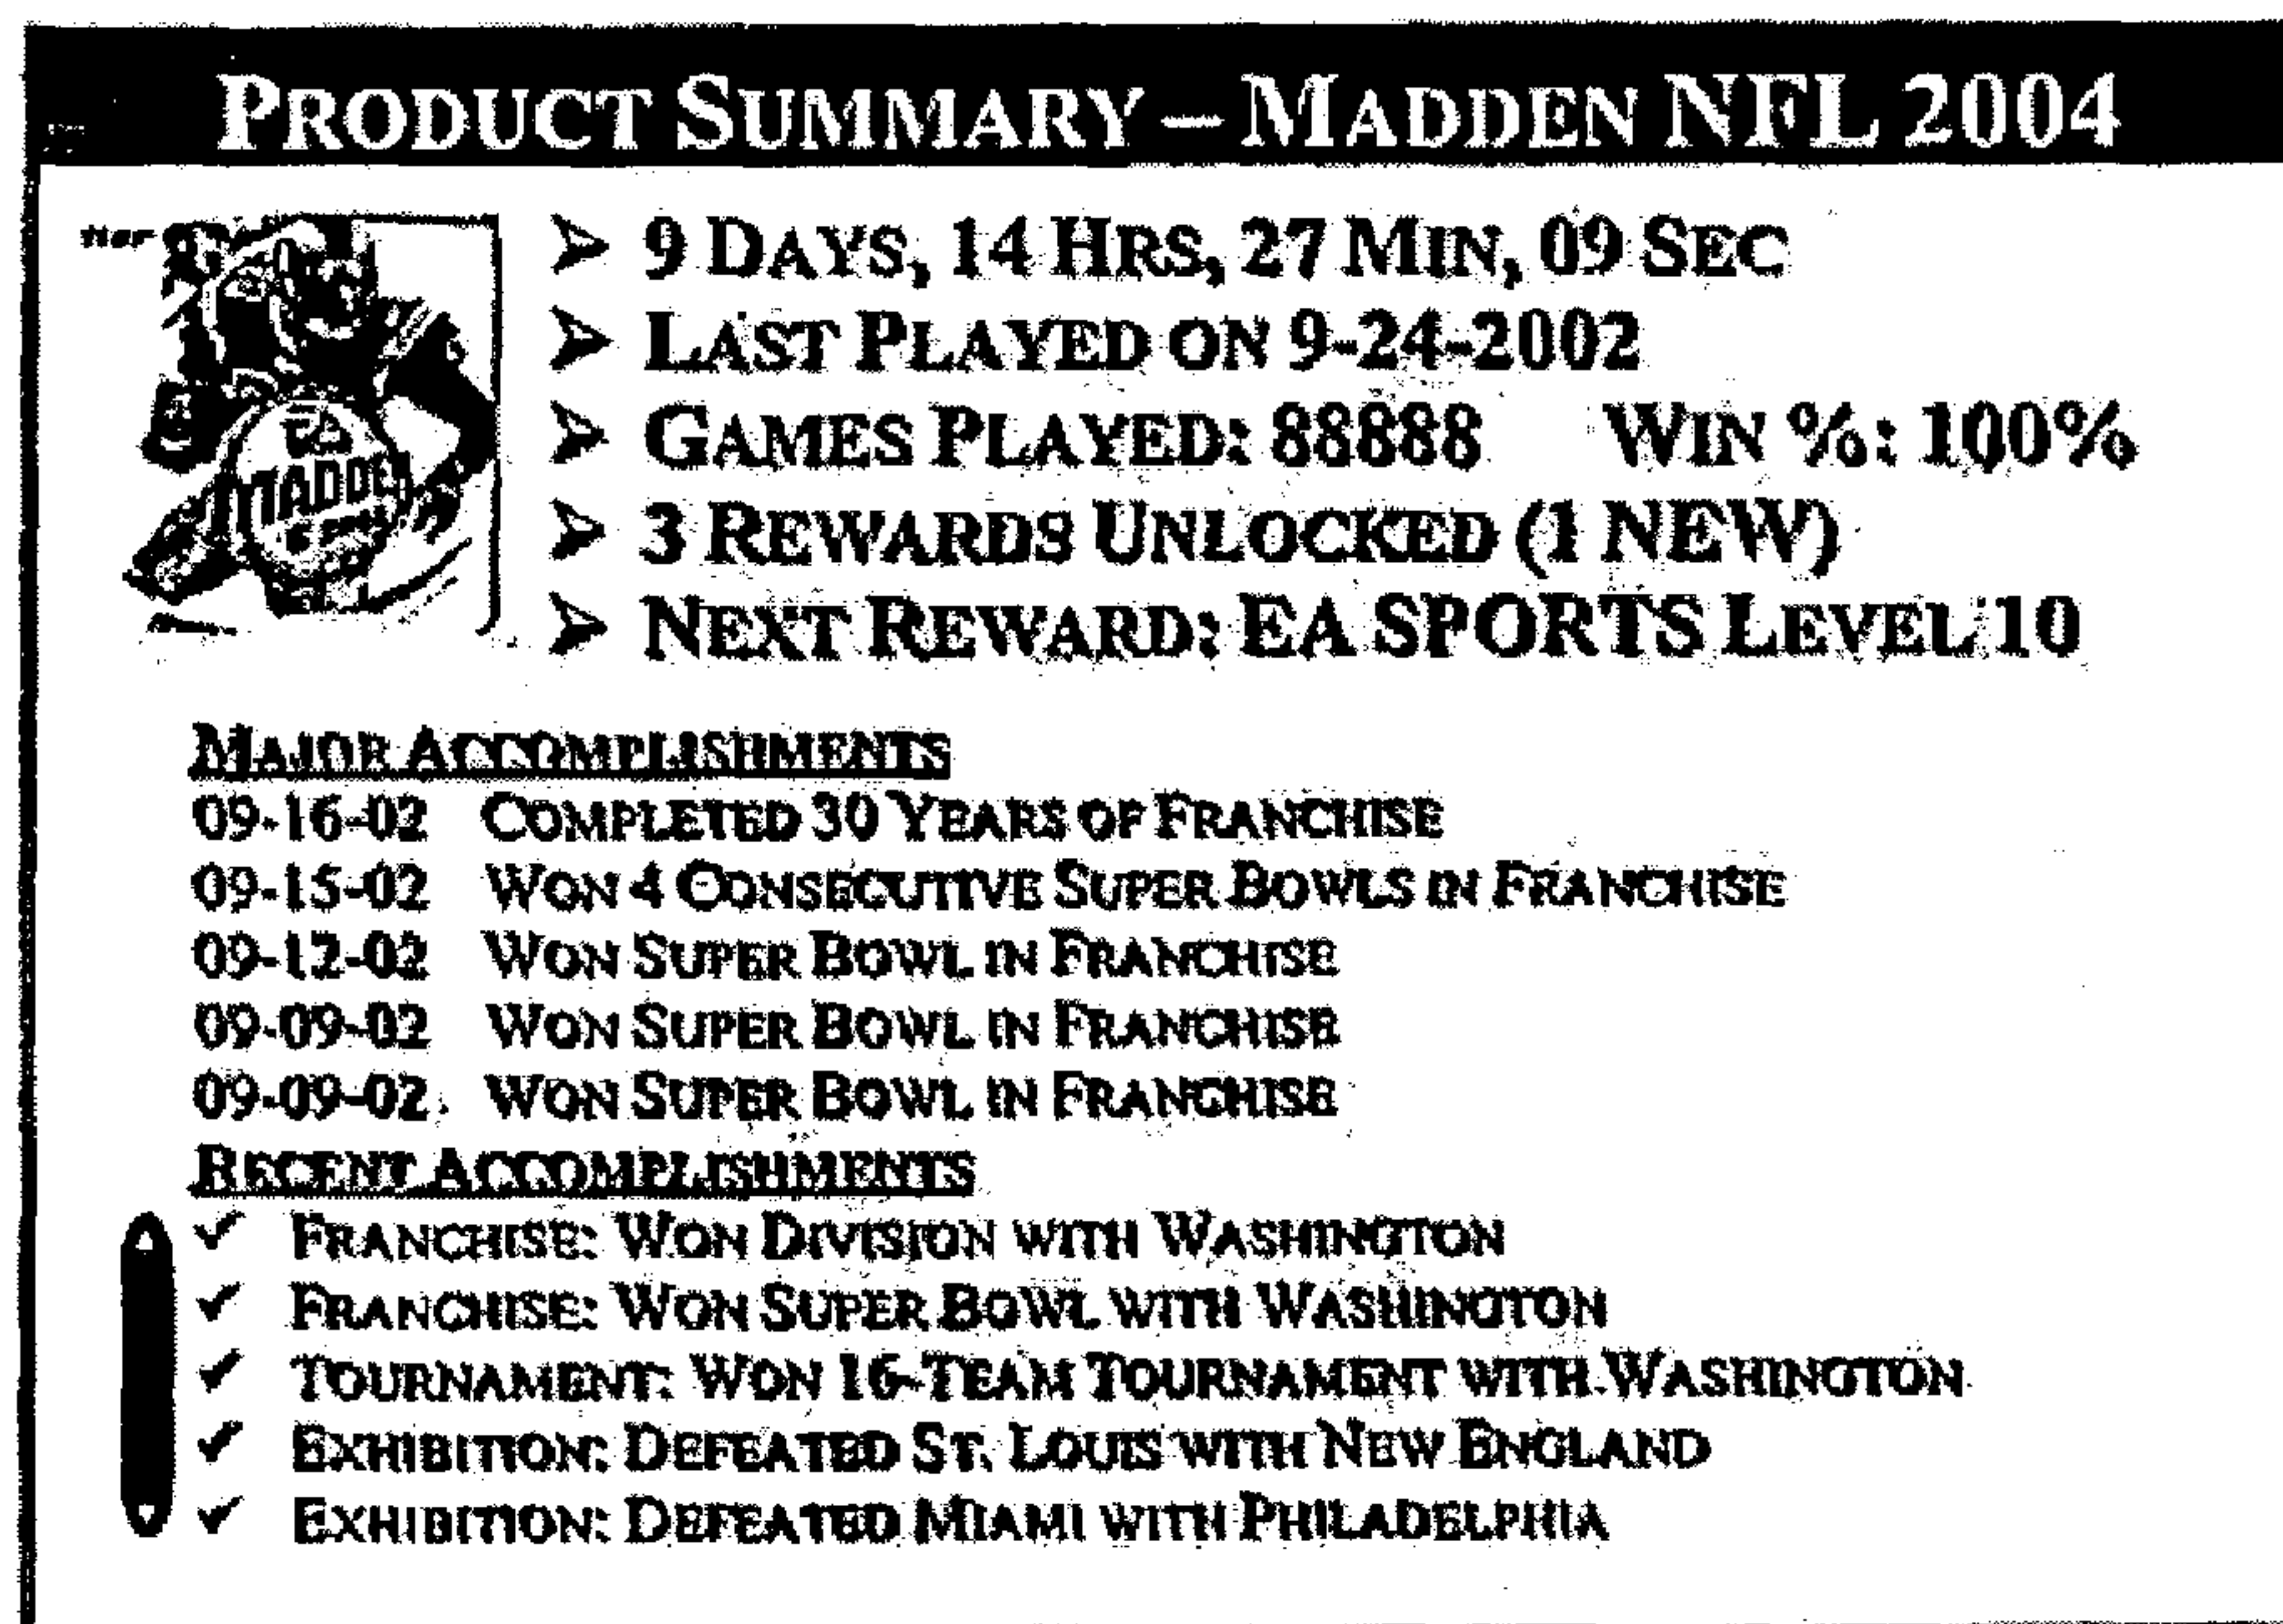 PRODUCT SUMMARY – MADDEN NFL 2004
➢ 9 DAYS, 14 HRS, 27 MIN, 09 SEC
➢ LAST PLAYED ON 9-24-2002
➢ GAMES PLAYED: 88888 WIN %: 100%
➢ 3 REWARDS UNLOCKED (1 NEW)
➢ NEXT REWARD: EA SPORTS LEVEL 10
EA
MADDEN
MAJOR ACCOMPLISHMENTS
09-16-02 COMPLETED 30 YEARS OF FRANCHISE
09-15-02 WON 4 CONSECUTIVE SUPER BOWLS IN FRANCHISE
09-12-02 WON SUPER BOWL IN FRANCHISE
09-09-02 WON SUPER BOWL IN FRANCHISE
09-09-02 WON SUPER BOWL IN FRANCHISE
RECENT ACCOMPLISHMENTS
✓ FRANCHISE: WON DIVISION WITH WASHINGTON
✓ FRANCHISE: WON SUPER BOWL WITH WASHINGTON
✓ TOURNAMENT: WON 16-TEAM TOURNAMENT WITH WASHINGTON
✓ EXHIBITION: DEFEATED ST. LOUIS WITH NEW ENGLAND
✓ EXHIBITION: DEFEATED MIAMI WITH PHILADELPHIA